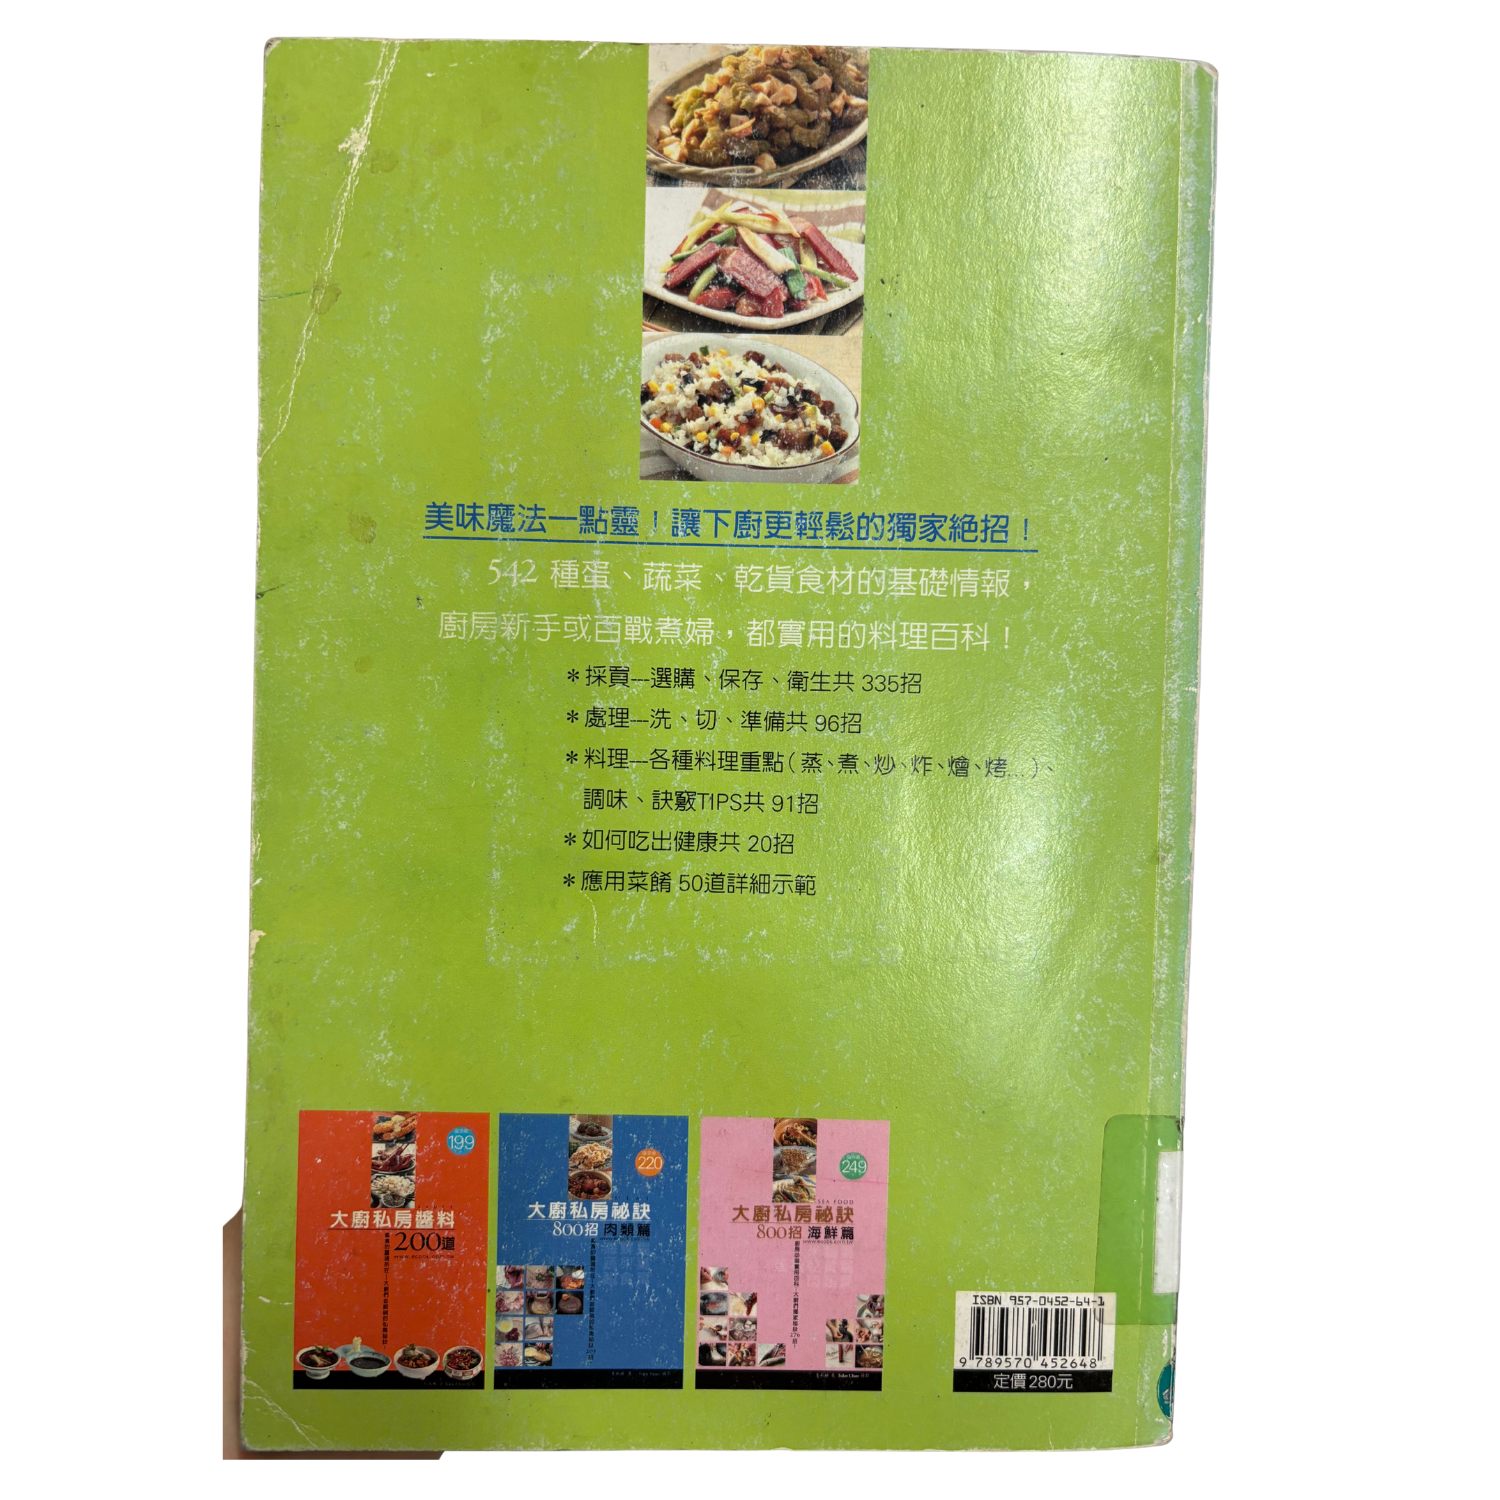 美味魔法一點靈！讓下廚更輕鬆的獨家絕招！
542 種蛋、蔬菜、乾貨食材的基礎情報，
廚房新手或百戰煮婦，都實用的料理百科！
＊採買---選購、保存、衛生共 335招
＊處理---洗、切、準備共 96招
＊料理---各種料理重點（蒸、煮、炒、炸、燴、烤...）、
調味、訣竅TIPS共 91招
＊如何吃出健康共 20招
＊應用菜餚 50道詳細示範
199
大廚私房醬料
200道
220
大廚私房祕訣
800招 肉類篇
249
SEA FOOD
大廚私房祕訣
800招 海鮮篇
ISBN 957-0452-64-1
9 789570 452648
定價 280元